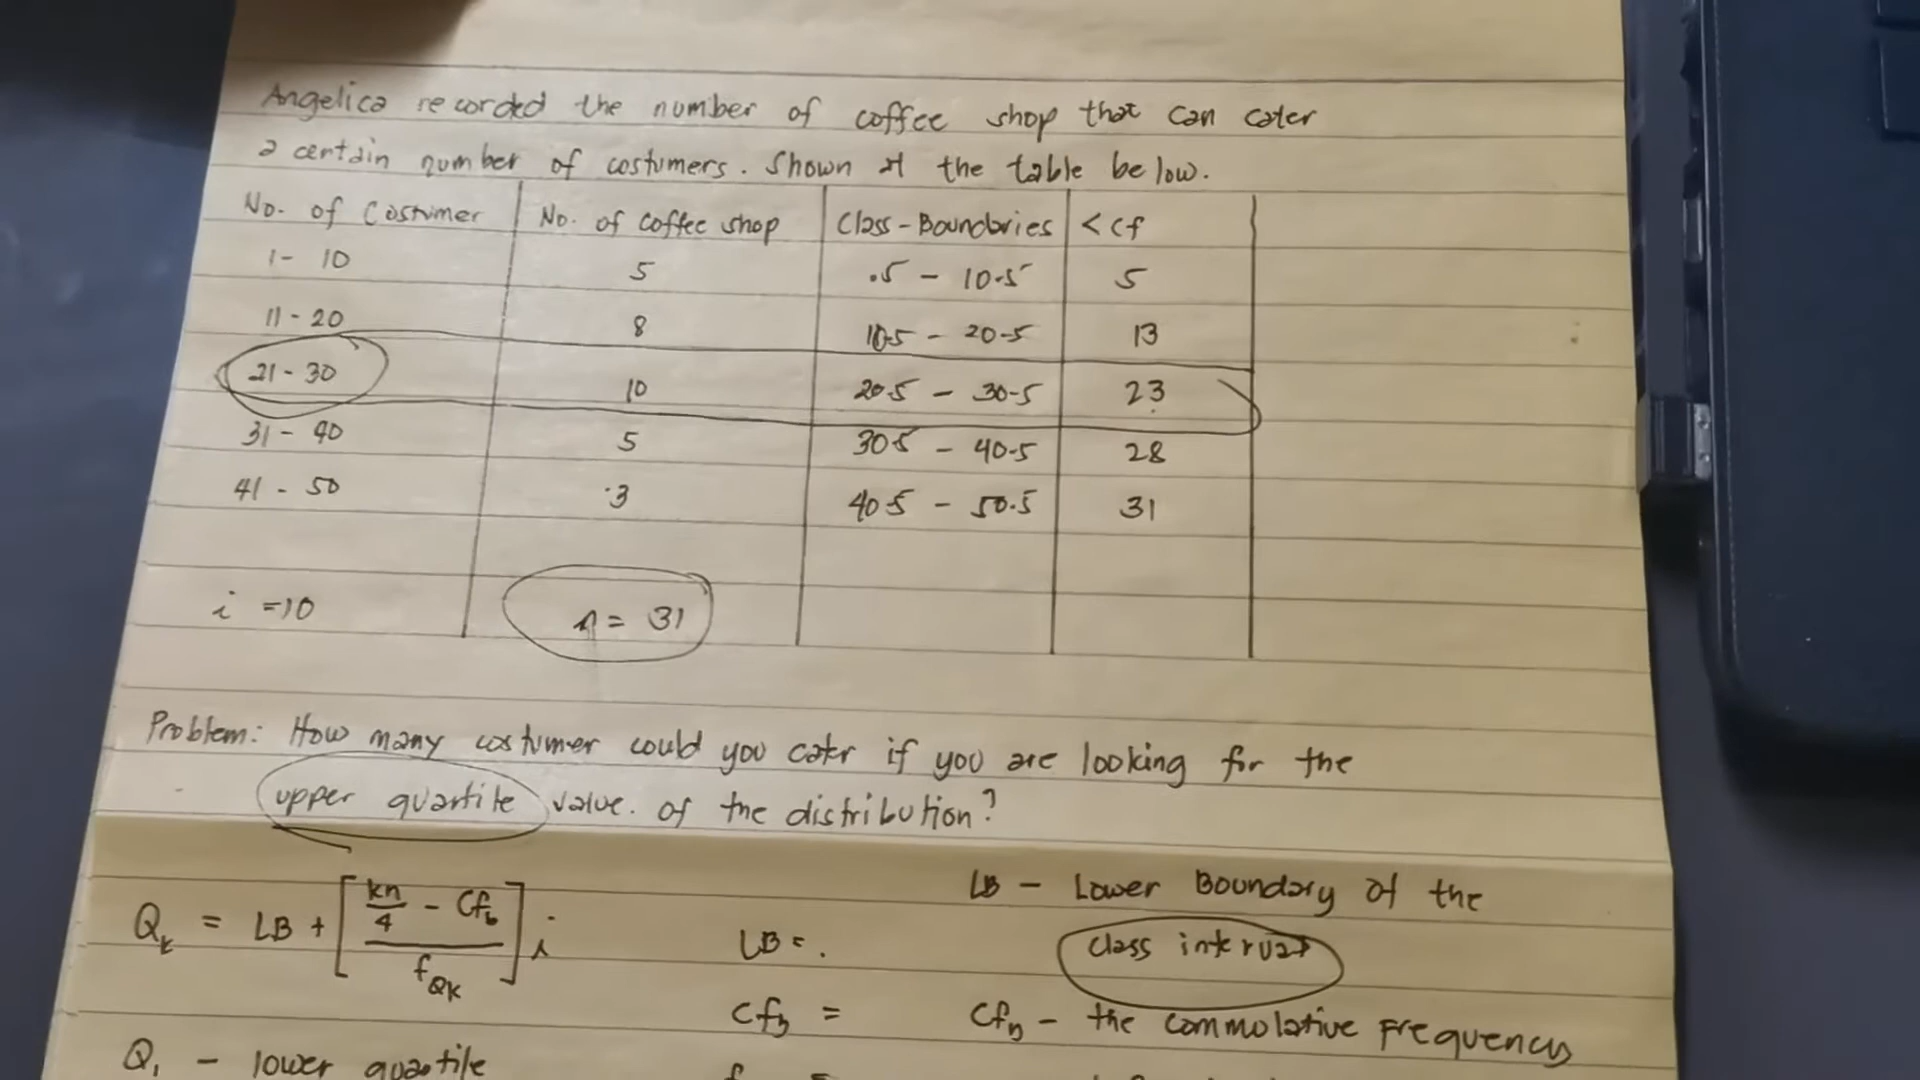 Angelica recorded the number of coffee shop that can cater
a certain number of costumers. Shown at the table below.
No. of Costumer No. of coffee shop Class-Boundaries <cf
1- 10 5 .5 - 10.5 5
11-20 8 10.5 - 20.5 13
21-30 10 20.5 - 30.5 23
31-40 5 30.5 - 40.5 28
41-50 3 40.5 - 50.5 31
i =10 n= 31
Problem: How many costumer could you cater if you are looking for the
upper quartile value. of the distribution?
LB - Lower Boundary of the
Qk = LB + [kn/4 - Cfb / fQk] i LB = . class interval
Cfb = Cfb - the commolative Frequency
Q1 - lower quartile